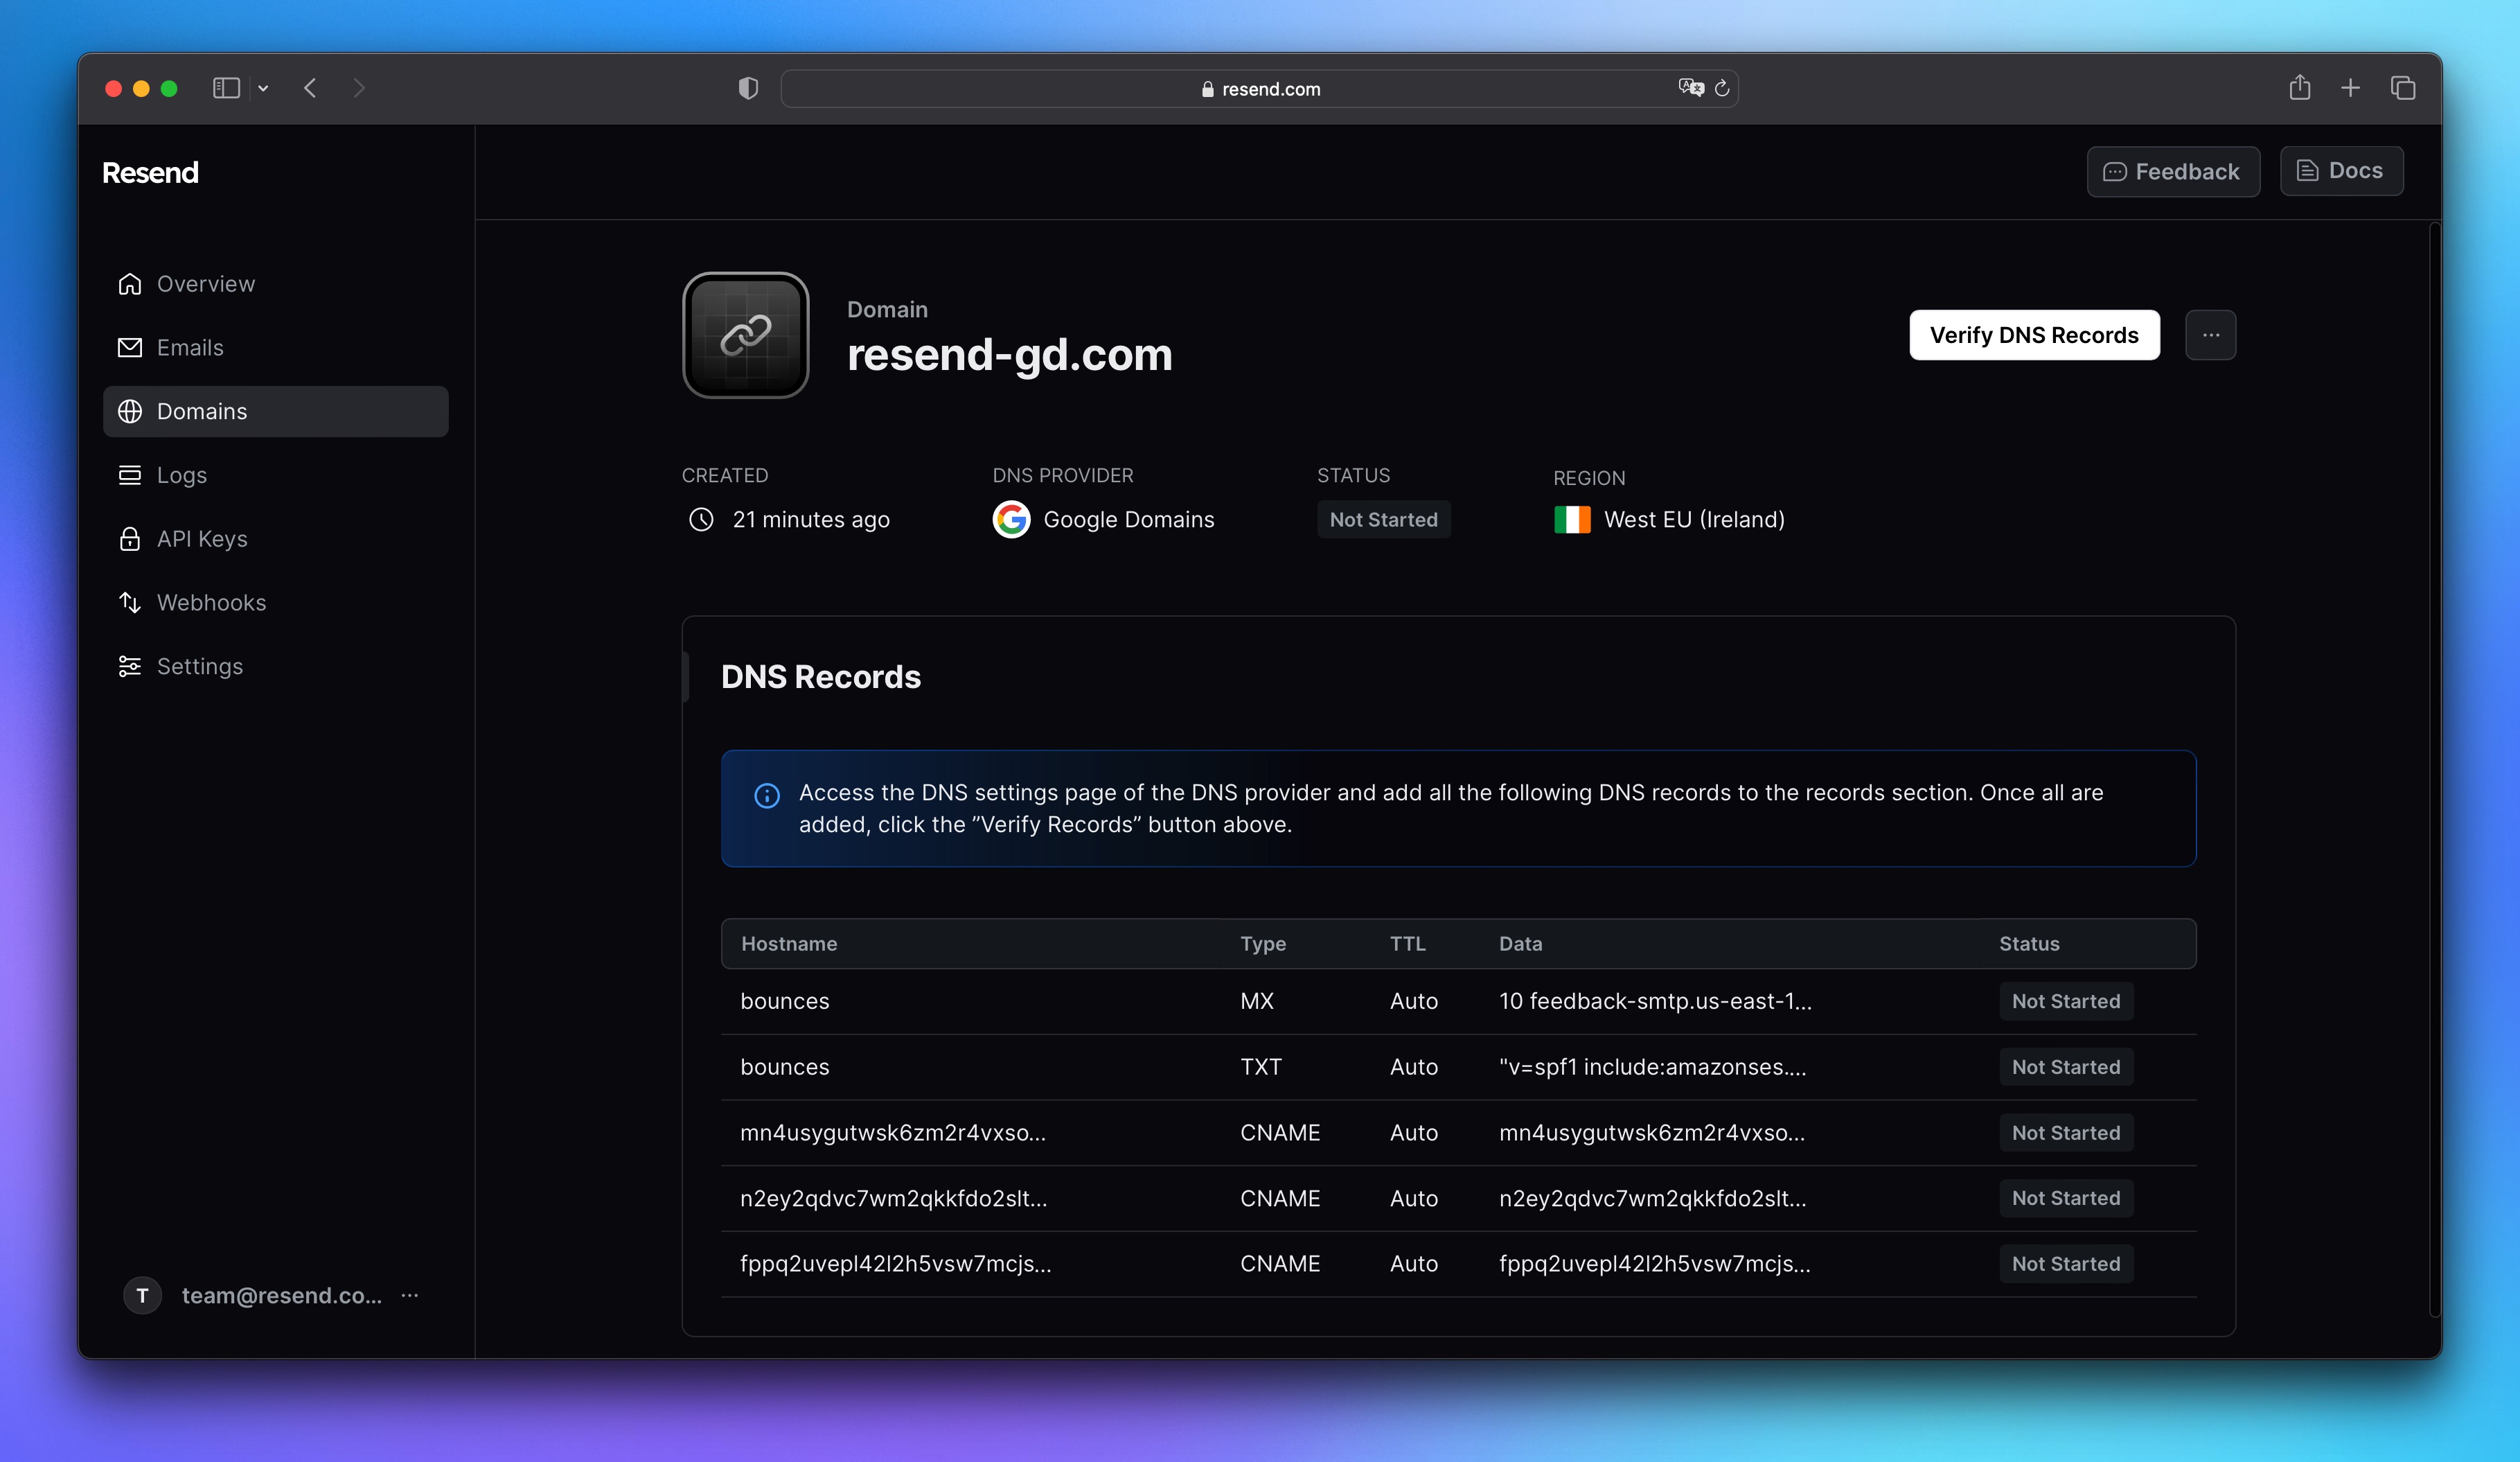 resend.com
Resend
Feedback
Docs
Overview
Emails
Domains
Logs
API Keys
Webhooks
Settings
T team@resend.co... ...
Domain
resend-gd.com
Verify DNS Records ...
CREATED DNS PROVIDER STATUS REGION
21 minutes ago Google Domains Not Started West EU (Ireland)
DNS Records
Access the DNS settings page of the DNS provider and add all the following DNS records to the records section. Once all are
added, click the ”Verify Records” button above.
Hostname Type TTL Data Status
bounces MX Auto 10 feedback-smtp.us-east-1... Not Started
bounces TXT Auto "v=spf1 include:amazonses.... Not Started
mn4usygutwsk6zm2r4vxso... CNAME Auto mn4usygutwsk6zm2r4vxso... Not Started
n2ey2qdvc7wm2qkkfdo2slt... CNAME Auto n2ey2qdvc7wm2qkkfdo2slt... Not Started
fppq2uvepl42l2h5vsw7mcjs... CNAME Auto fppq2uvepl42l2h5vsw7mcjs... Not Started